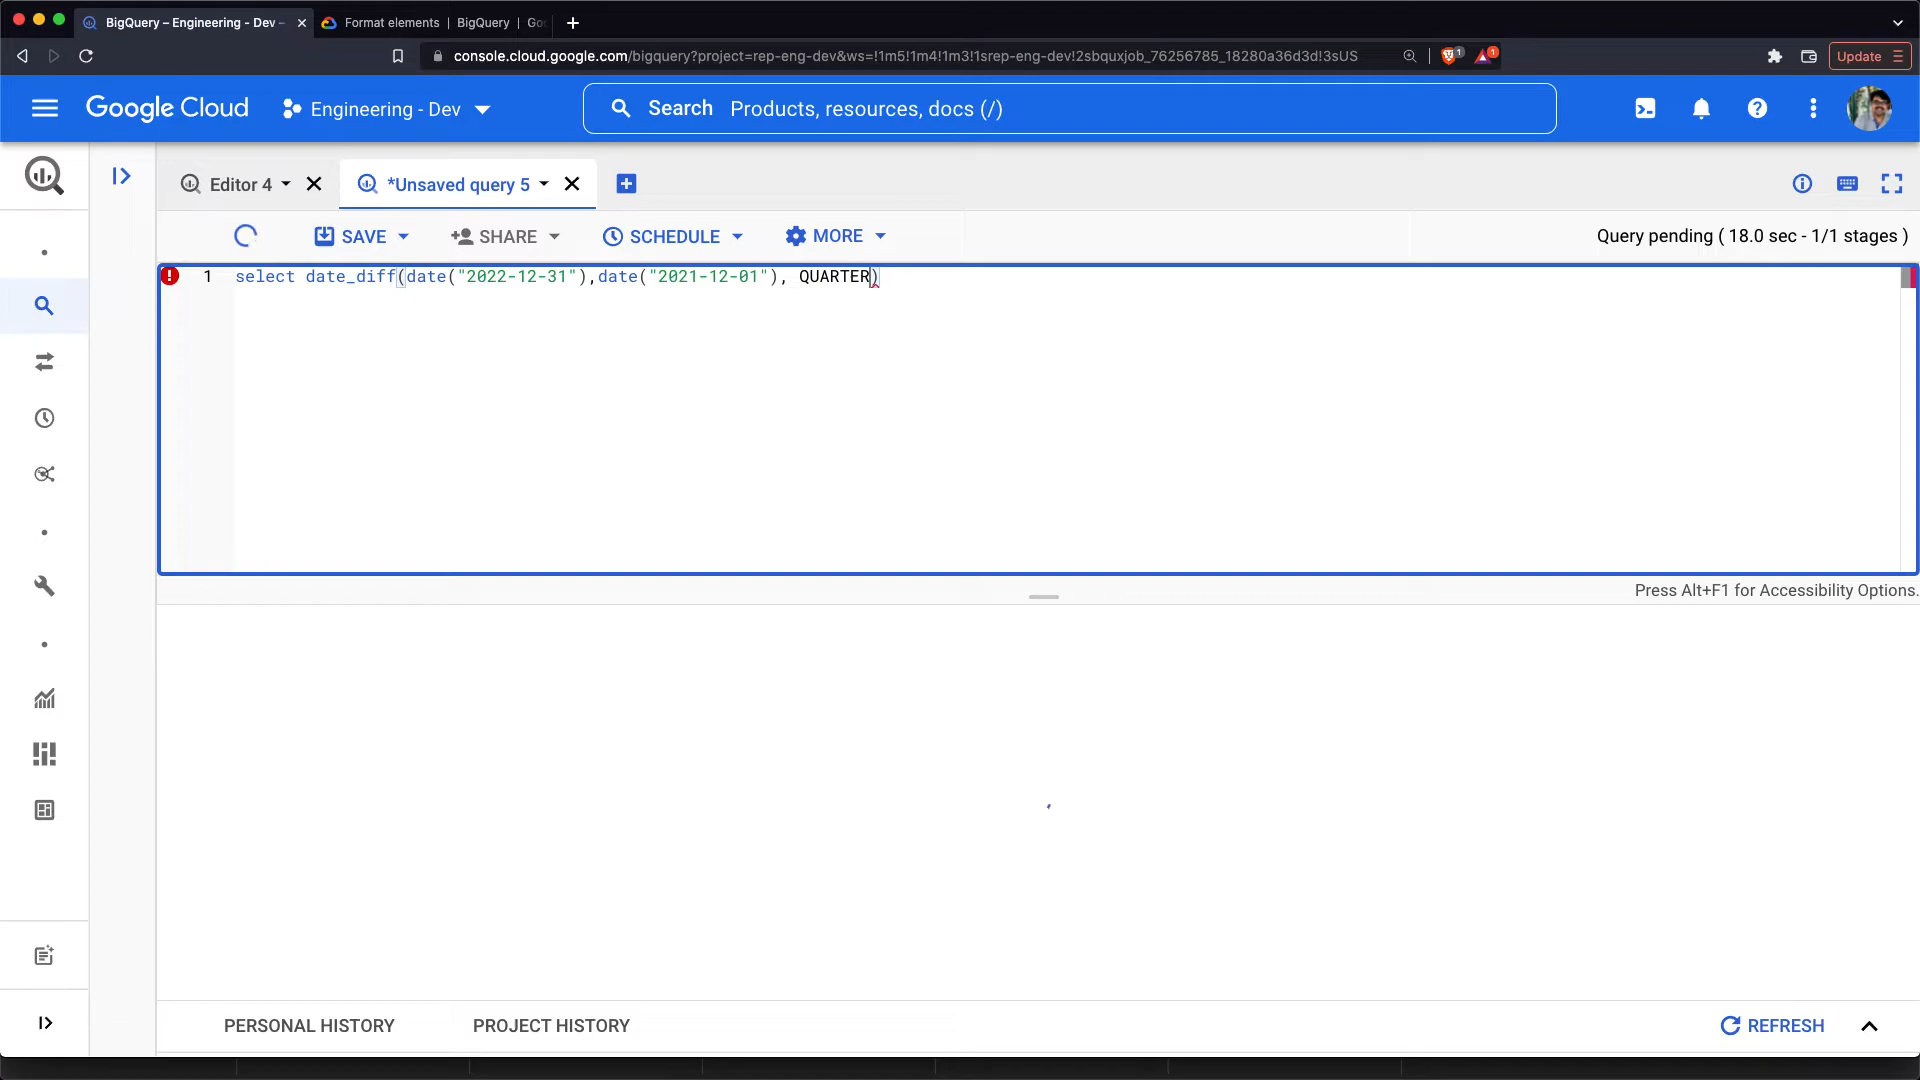 BigQuery – Engineering - Dev –
Format elements | BigQuery | Go
console.cloud.google.com/bigquery?project=rep-eng-dev&ws=!1m5!1m4!1m3!1srep-eng-dev!2sbquxjob_76256785_18280a36d3d!3sUS
1
1
Update
Google Cloud
Engineering - Dev
Search Products, resources, docs (/)
Editor 4
*Unsaved query 5
SAVE
SHARE
SCHEDULE
MORE
Query pending ( 18.0 sec - 1/1 stages )
1 select date_diff(date("2022-12-31"),date("2021-12-01"), QUARTER)
Press Alt+F1 for Accessibility Options.
PERSONAL HISTORY
PROJECT HISTORY
REFRESH